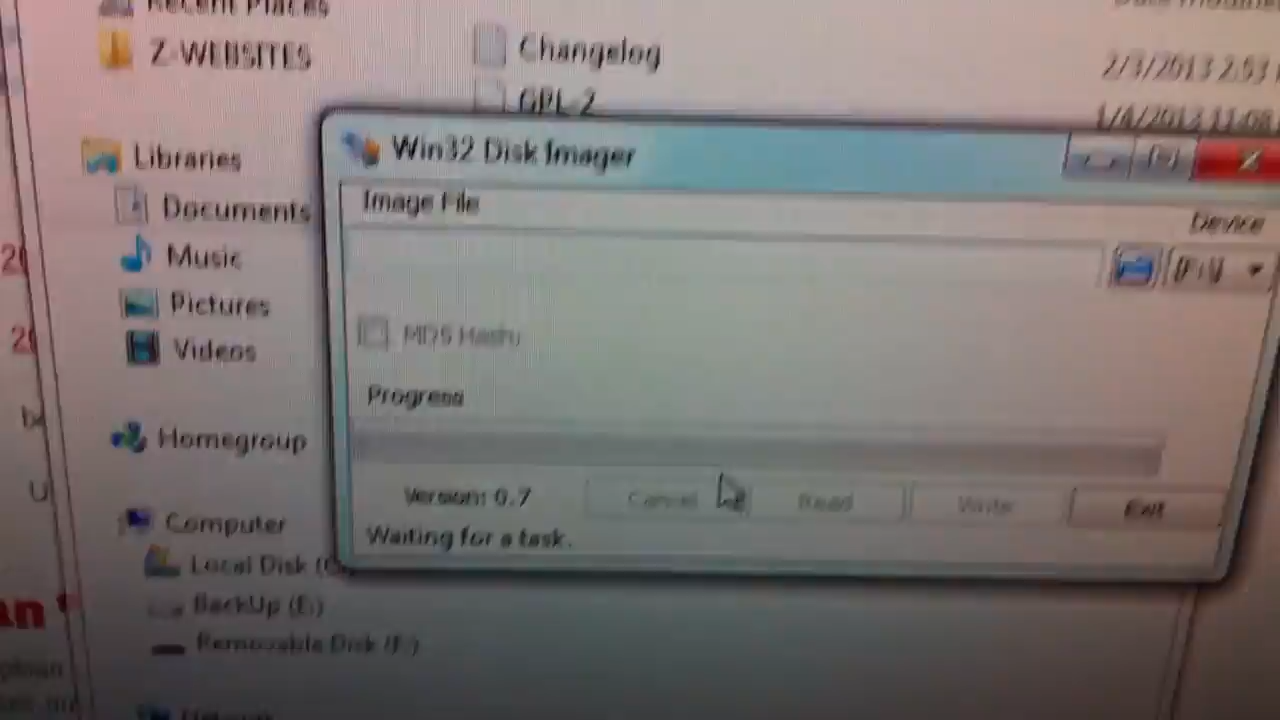 Recent Places
Z-WEBSITES
Changelog
2/3/2013 2:53
GPL-2
1/4/2013 11:08
Win32 Disk Imager
Libraries
Image File
Device
Documents
Music
[F:\]
Pictures
MD5 Hash:
Videos
Progress
Homegroup
Version: 0.7
Cancel
Read
Write
Exit
Computer
Waiting for a task.
Local Disk (C:)
BackUp (E:)
Removable Disk (F:)